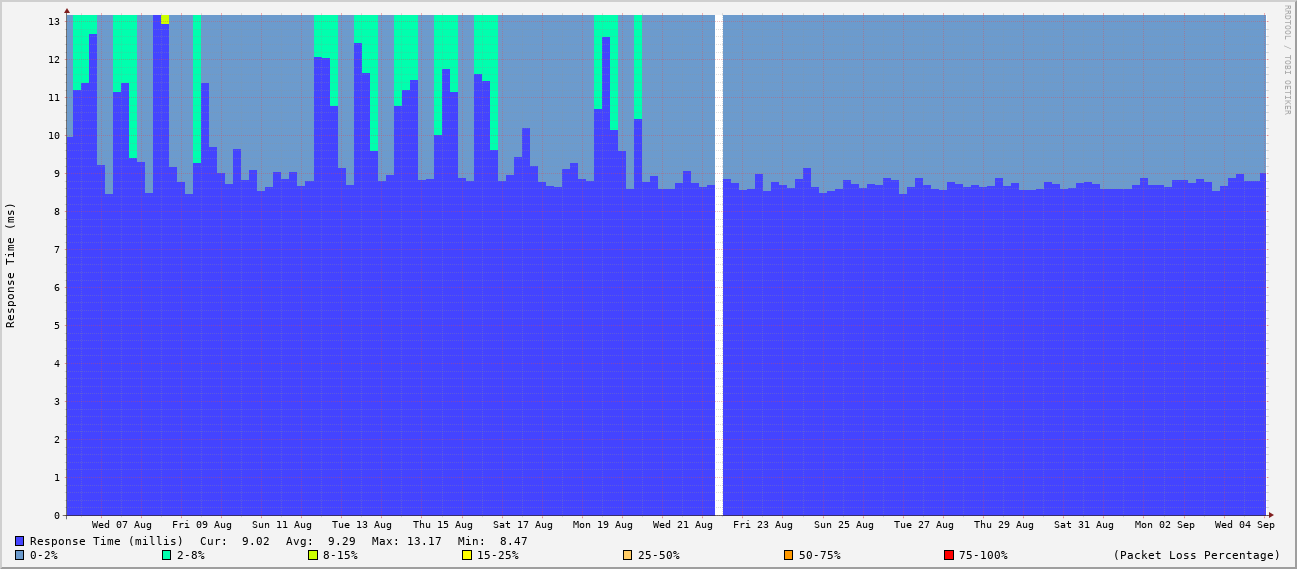 RRDTOOL / TOBI OETIKER
Response Time (ms)
13
12
11
10
9
8
7
6
5
4
3
2
1
0
Wed 07 Aug Fri 09 Aug Sun 11 Aug Tue 13 Aug Thu 15 Aug Sat 17 Aug Mon 19 Aug Wed 21 Aug Fri 23 Aug Sun 25 Aug Tue 27 Aug Thu 29 Aug Sat 31 Aug Mon 02 Sep Wed 04 Sep
Response Time (millis) Cur: 9.02 Avg: 9.29 Max: 13.17 Min: 8.47
0-2% 2-8% 8-15% 15-25% 25-50% 50-75% 75-100% (Packet Loss Percentage)